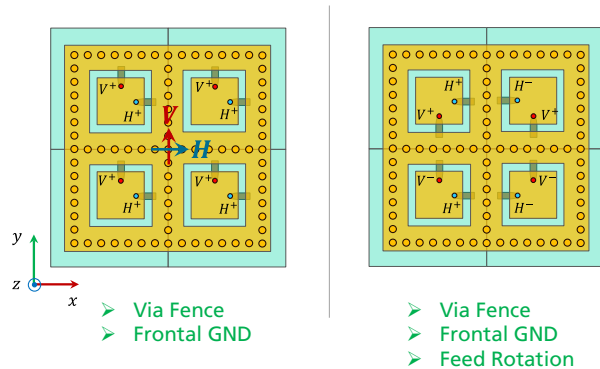 V⁺ V⁺ H⁺ H⁻
H⁺ H⁺ V⁺ V⁺
V
H
V⁺ V⁺ V⁻ V⁻
H⁺ H⁺ H⁺ H⁻
y
z
x
➢ Via Fence
➢ Frontal GND
➢ Via Fence
➢ Frontal GND
➢ Feed Rotation